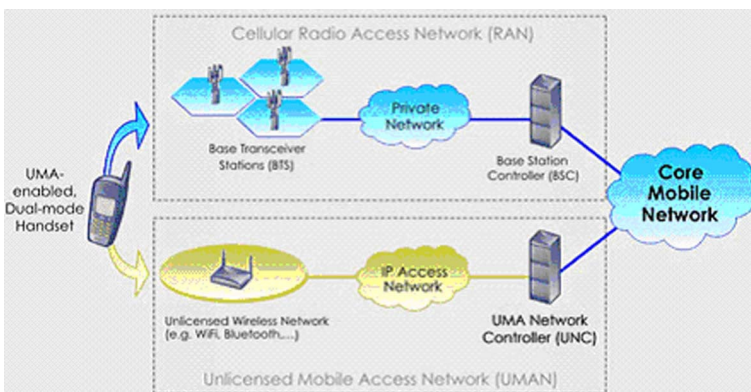 Cellular Radio Access Network (RAN)
Base Transceiver
Stations (BTS)
Private
Network
Base Station
Controller (BSC)
UMA-
enabled,
Dual-mode
Handset
Core
Mobile
Network
Unlicensed Wireless Network
(e.g. WiFi, Bluetooth,...)
IP Access
Network
UMA Network
Controller (UNC)
Unlicensed Mobile Access Network (UMAN)